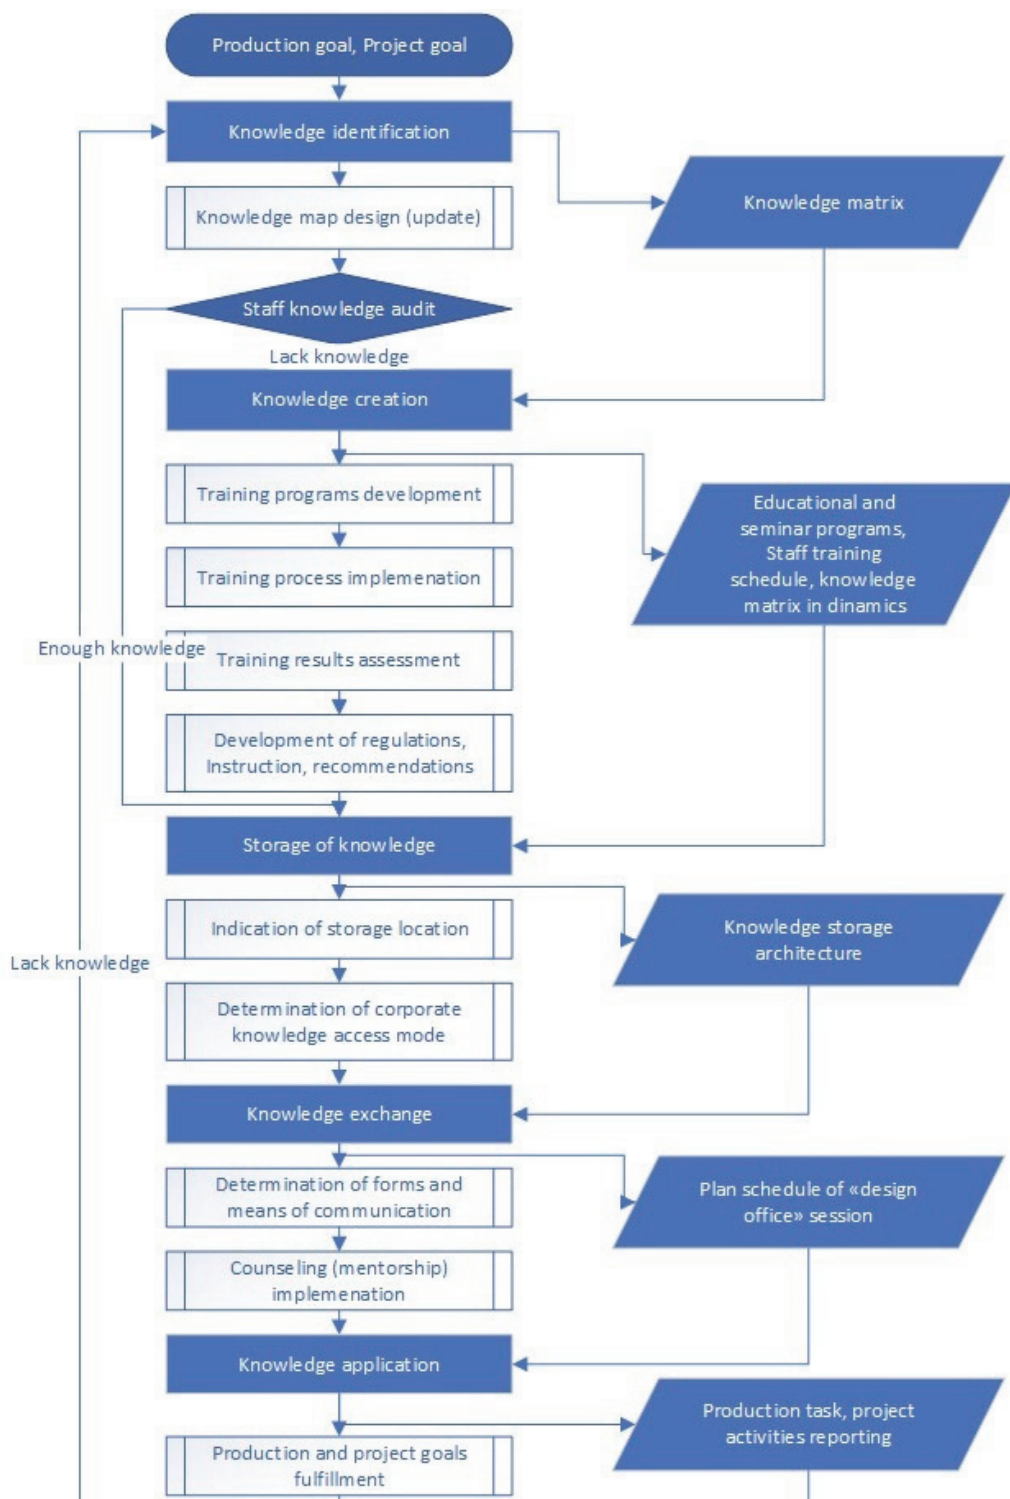 Production goal, Project goal
Knowledge identification
Knowledge matrix
Knowledge map design (update)
Staff knowledge audit
Lack knowledge
Knowledge creation
Training programs development
Educational and
seminar programs,
Staff training
schedule, knowledge
matrix in dinamics
Training process implemenation
Enough knowledge
Training results assessment
Development of regulations,
Instruction, recommendations
Storage of knowledge
Indication of storage location
Knowledge storage
architecture
Lack knowledge
Determination of corporate
knowledge access mode
Knowledge exchange
Determination of forms and
means of communication
Plan schedule of «design
office» session
Counseling (mentorship)
implemenation
Knowledge application
Production task, project
activities reporting
Production and project goals
fulfillment